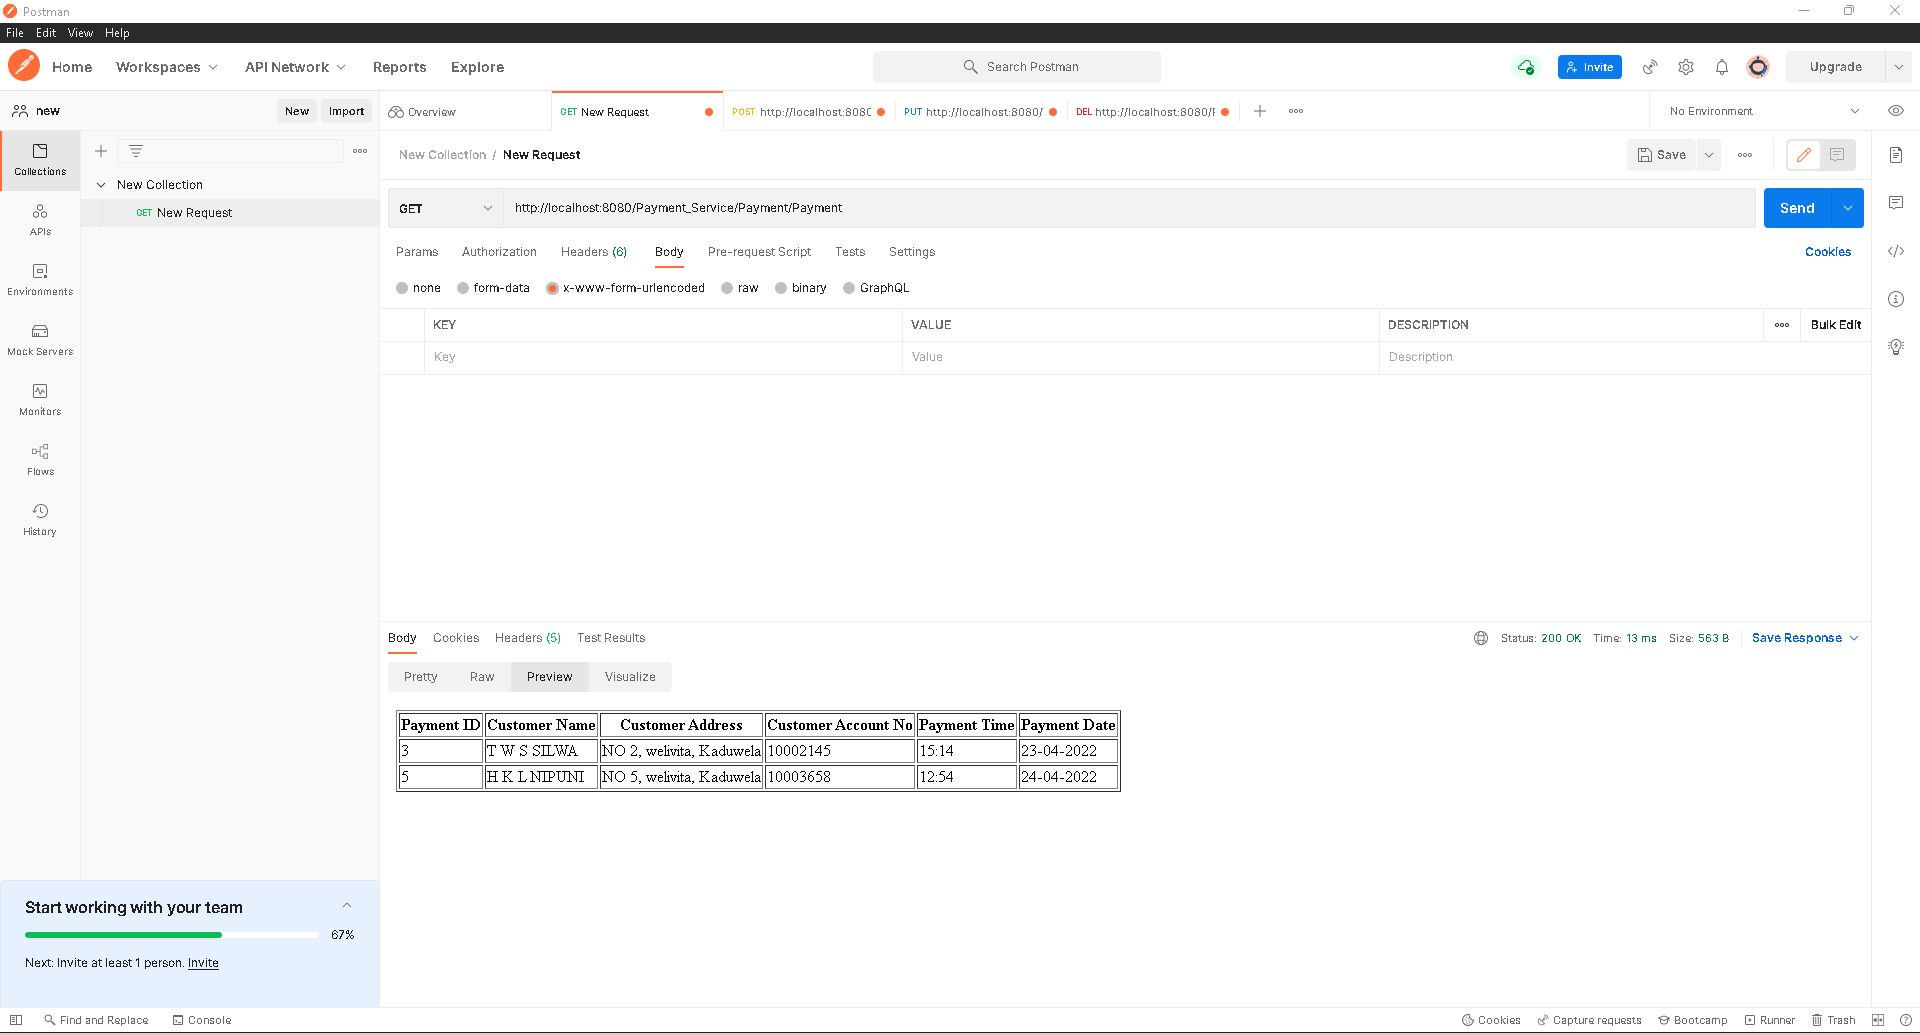 Postman
File Edit View Help
Home Workspaces API Network Reports Explore Search Postman Invite Upgrade
new New Import Overview GET New Request POST http://localhost:8080 PUT http://localhost:8080/ DEL http://localhost:8080/F No Environment
Collections
New Collection / New Request Save
New Collection
GET New Request
GET http://localhost:8080/Payment_Service/Payment/Payment Send
APIs
Params Authorization Headers (6) Body Pre-request Script Tests Settings Cookies
none form-data x-www-form-urlencoded raw binary GraphQL
Environments
KEY VALUE DESCRIPTION Bulk Edit
Key Value Description
Mock Servers
Monitors
Flows
History
Body Cookies Headers (5) Test Results Status: 200 OK Time: 13 ms Size: 563 B Save Response
Pretty Raw Preview Visualize
Payment ID Customer Name Customer Address Customer Account No Payment Time Payment Date
3 T W S SILWA NO 2, welivita, Kaduwela 10002145 15:14 23-04-2022
5 H K L NIPUNI NO 5, welivita, Kaduwela 10003658 12:54 24-04-2022
Start working with your team
67%
Next: Invite at least 1 person. Invite
Find and Replace Console Cookies Capture requests Bootcamp Runner Trash